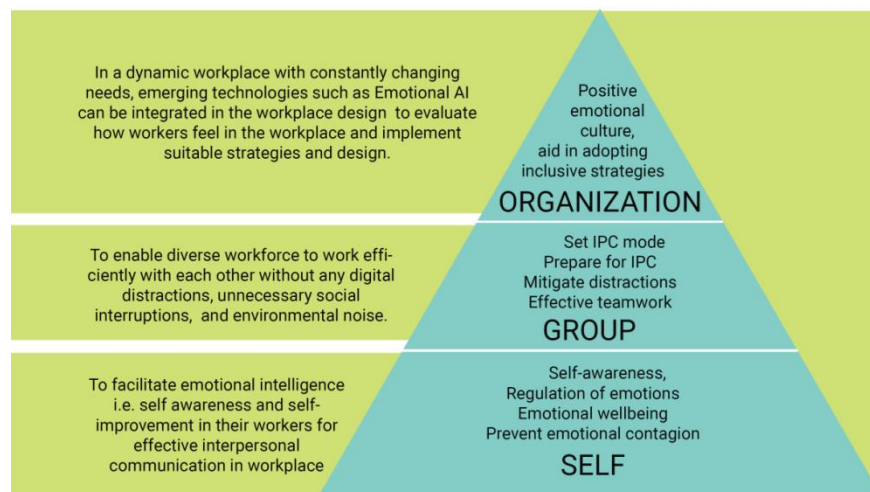 In a dynamic workplace with constantly changing
needs, emerging technologies such as Emotional AI
can be integrated in the workplace design to evaluate
how workers feel in the workplace and implement
suitable strategies and design.
Positive
emotional
culture,
aid in adopting
inclusive strategies
ORGANIZATION
To enable diverse workforce to work effi-
ciently with each other without any digital
distractions, unnecessary social
interruptions, and environmental noise.
Set IPC mode
Prepare for IPC
Mitigate distractions
Effective teamwork
GROUP
To facilitate emotional intelligence
i.e. self awareness and self-
improvement in their workers for
effective interpersonal
communication in workplace
Self-awareness,
Regulation of emotions
Emotional wellbeing
Prevent emotional contagion
SELF